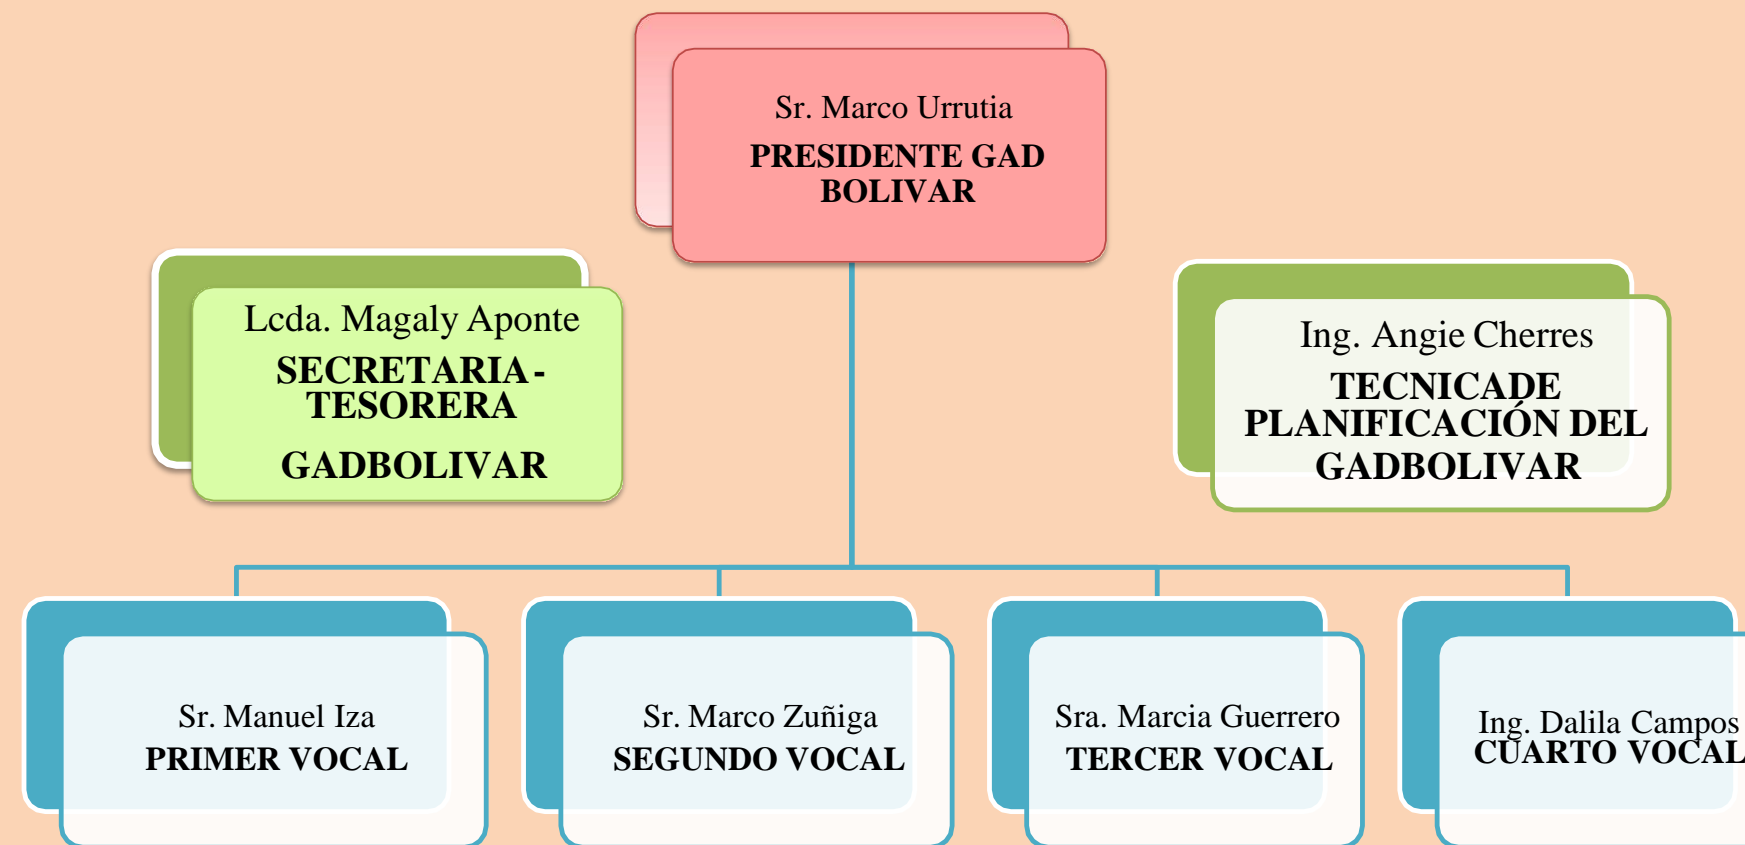 Sr. Marco Urrutia
PRESIDENTE GAD
BOLIVAR
Lcda. Magaly Aponte
SECRETARIA-
TESORERA
GADBOLIVAR
Ing. Angie Cherres
TECNICADE
PLANIFICACIÓN DEL
GADBOLIVAR
Sr. Manuel Iza
PRIMER VOCAL
Sr. Marco Zuñiga
SEGUNDO VOCAL
Sra. Marcia Guerrero
TERCER VOCAL
Ing. Dalila Campos
CUARTO VOCAL